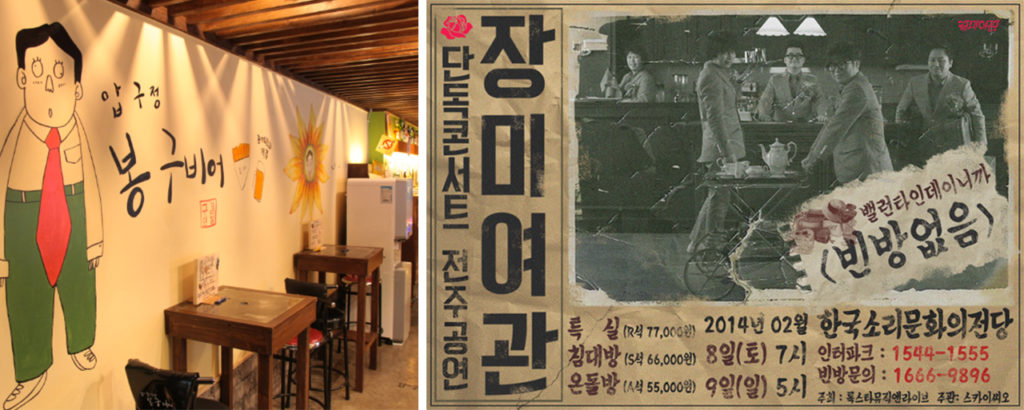 압구정
봉구비어
장미여관
단독콘서트 전주공연
밸런타인데이니까
<빈방없음>
특 실 (R석 77,000원)
침대방 (S석 66,000원)
온돌방 (A석 55,000원)
2014년 02월
8일(토) 7시
9일(일) 5시
한국소리문화의전당
인터파크 : 1544-1555
빈방문의 : 1666-9896
주최 : 록스타뮤직앤라이브 주관 : 스카이써오